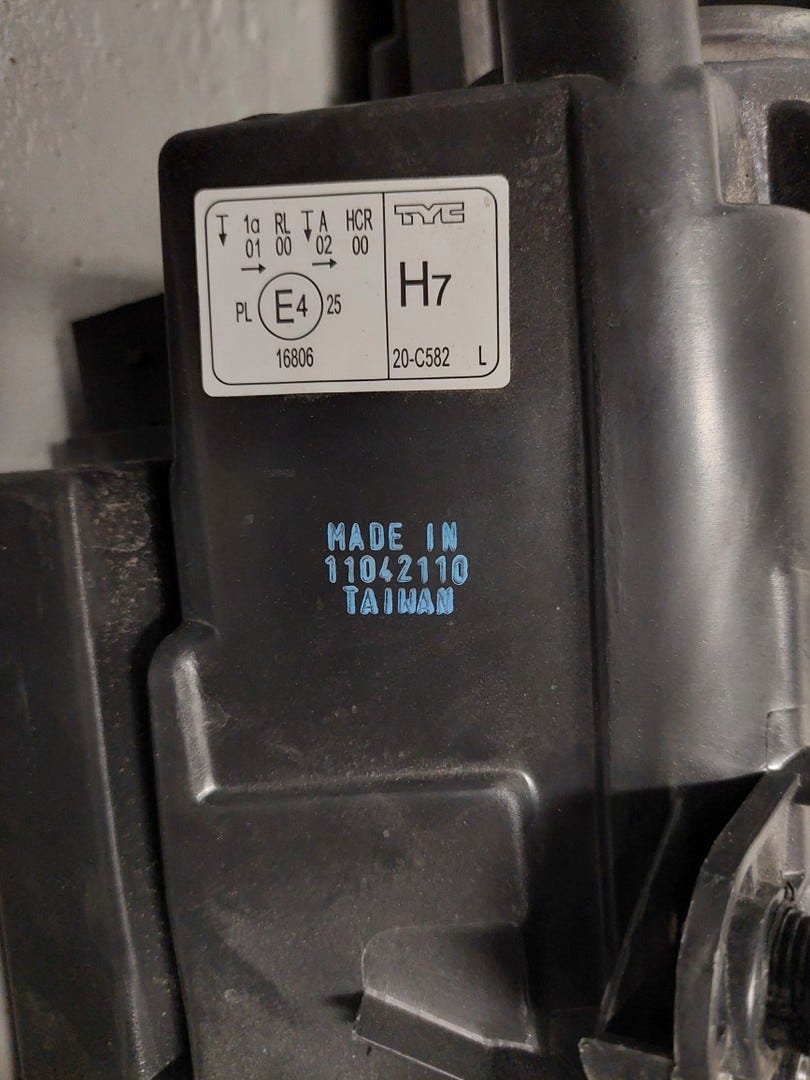 1a RL A HCR
01 00 02 00
PL E4 25
16806
TYC
H7
20-C582 L
MADE IN
11042110
TAIWAN